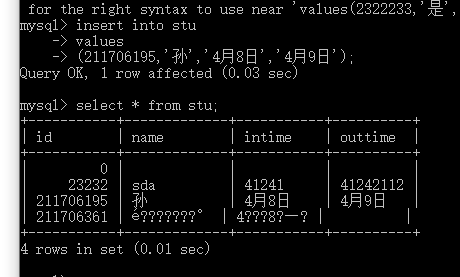 for the right syntax to use near 'values(2322233,'是',
mysql> insert into stu
    -> values
    -> (211706195,'孙','4月8日','4月9日');
Query OK, 1 row affected (0.03 sec)
mysql> select * from stu;
+-----------+----------+---------+----------+
| id        | name     | intime  | outtime  |
+-----------+----------+---------+----------+
|         0 |
|     23232 | sda      | 41241   | 41242112 |
| 211706195 | 孙       | 4月8日  | 4月9日   |
| 211706361 | è???????° | 4???8?一? |          |
+-----------+----------+---------+----------+
4 rows in set (0.01 sec)